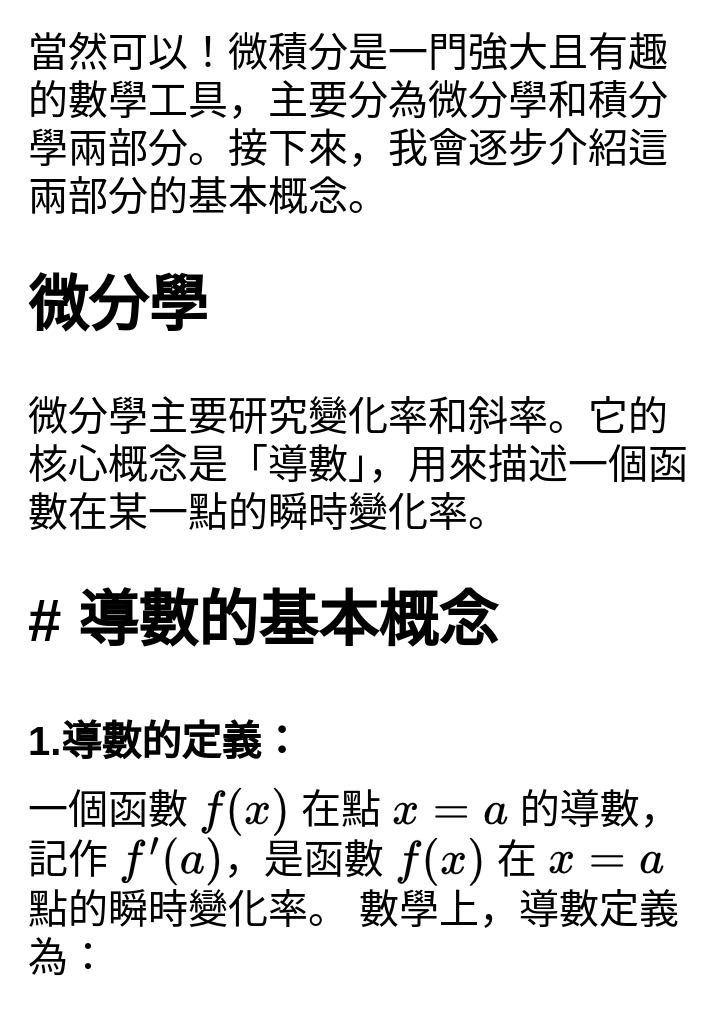 當然可以！微積分是一門強大且有趣
的數學工具，主要分為微分學和積分
學兩部分。接下來，我會逐步介紹這
兩部分的基本概念。
微分學
微分學主要研究變化率和斜率。它的
核心概念是「導數」，用來描述一個函
數在某一點的瞬時變化率。
# 導數的基本概念
1.導數的定義：
一個函數 f(x) 在點 x = a 的導數，
記作 f′(a)，是函數 f(x) 在 x = a
點的瞬時變化率。 數學上，導數定義
為：